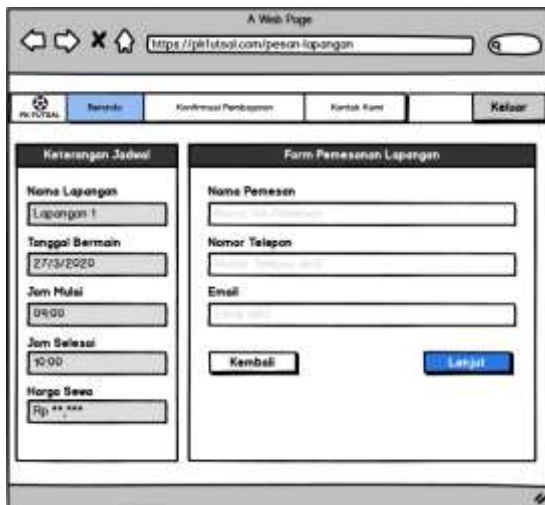 A Web Page
https://pkfutsal.com/pesan-lapangan
PK FUTSAL
Beranda
Konfirmasi Pembayaran
Kontak Kami
Keluar
Keterangan Jadwal
Nama Lapangan
Lapangan 1
Tanggal Bermain
27/3/2020
Jam Mulai
09:00
Jam Selesai
10:00
Harga Sewa
Rp **.***
Form Pemesanan Lapangan
Nama Pemesan
Nomor Telepon
Email
Kembali
Lanjut